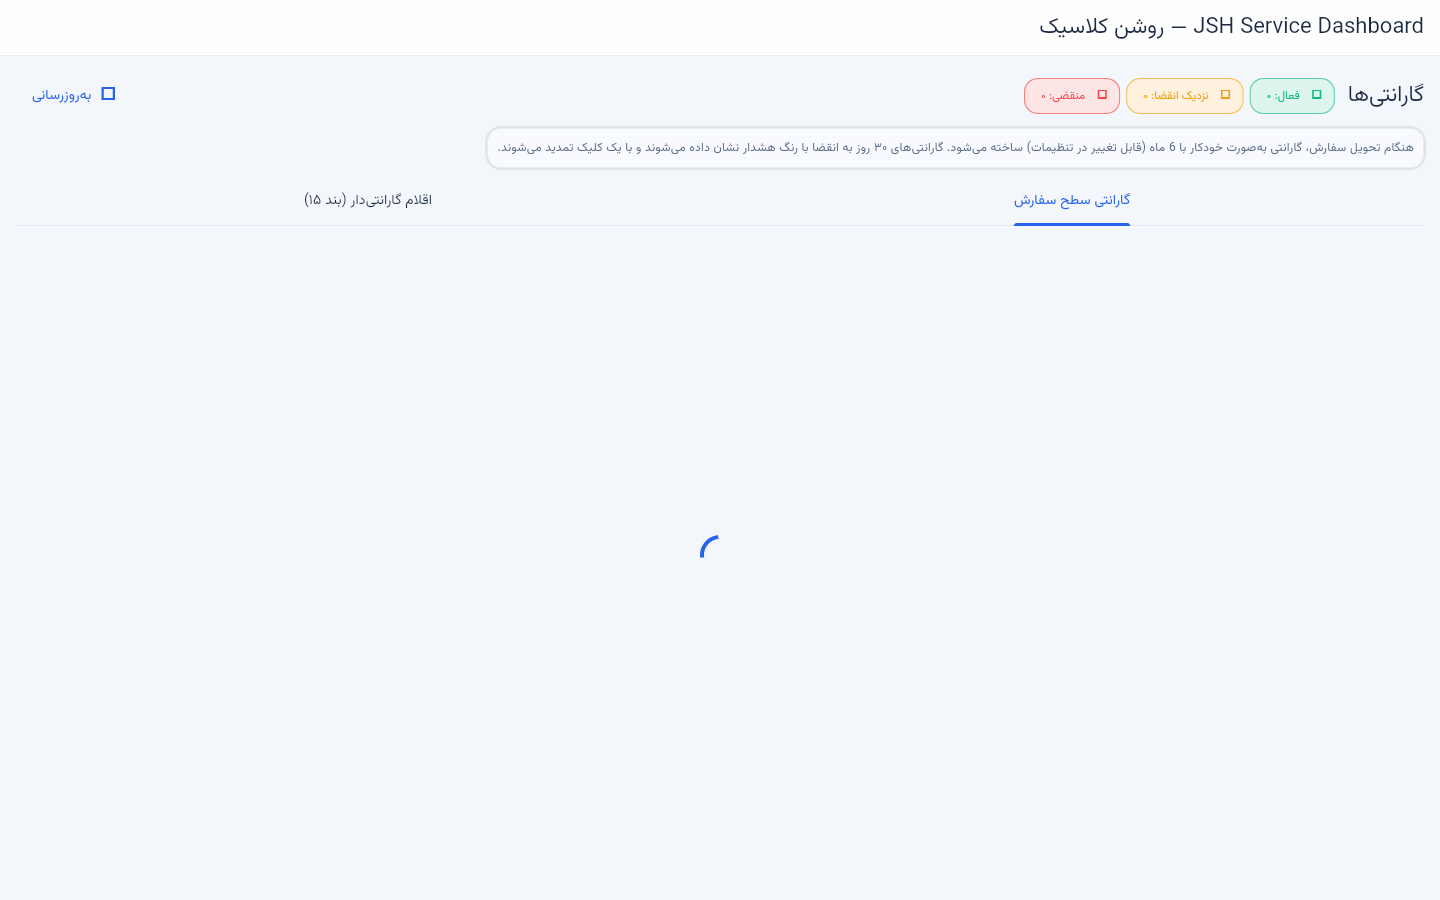 JSH Service Dashboard — روشن کلاسیک
گارانتی‌ها
فعال: ۰
نزدیک انقضا: ۰
منقضی: ۰
به‌روزرسانی
هنگام تحویل سفارش، گارانتی به‌صورت خودکار با 6 ماه (قابل تغییر در تنظیمات) ساخته می‌شود. گارانتی‌های ۳۰ روز به انقضا با رنگ هشدار نشان داده می‌شوند و با یک کلیک تمدید می‌شوند.
گارانتی سطح سفارش
اقلام گارانتی‌دار (بند ۱۵)